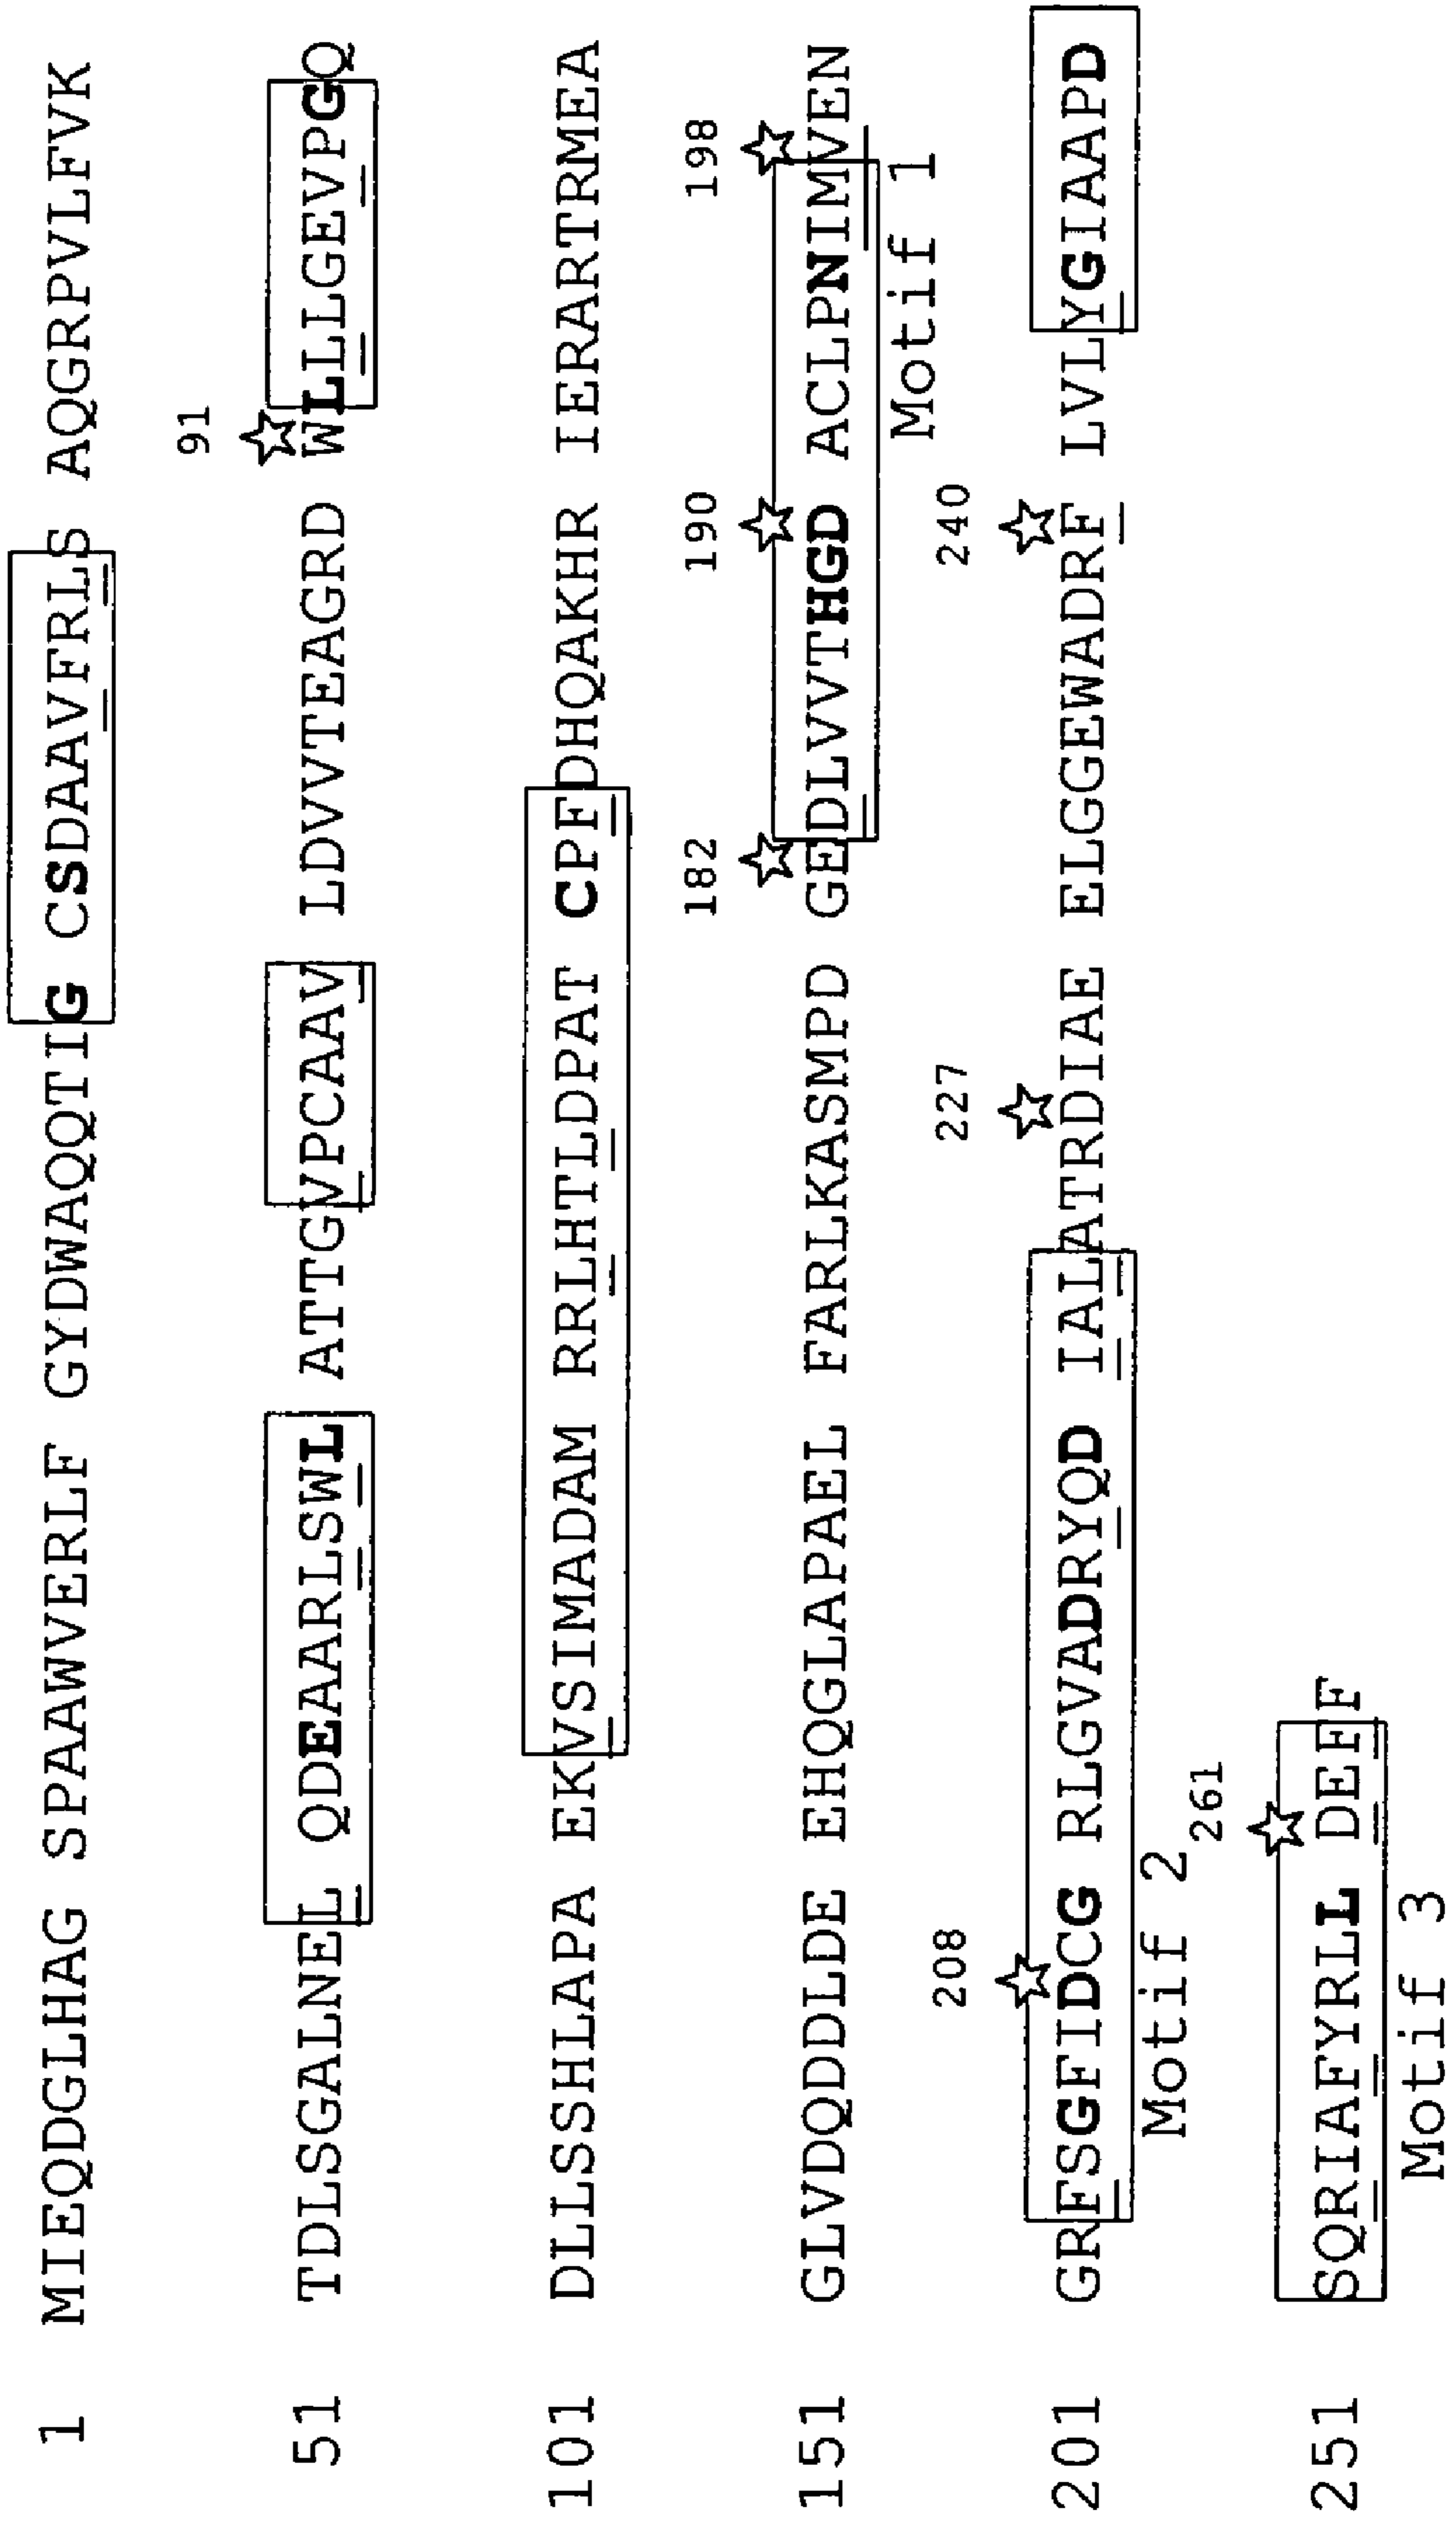 1 MIEQDGLHAG SPAAWVERLF GYDWAQQTIG CSDAAVFRLS AQGRPVLFVK
91
51 TDLSGALNEL QDEAARLSWL ATTGVPCAAV LDVVTEAGRD WLLLGEVPGQ
101 DLLSSHLAPA EKVSIMADAM RRLHTLDPAT CPFDHQAKHR IERARTRMEA
182 190 198
151 GLVDQDDLDE EHQGLAPAEL FARLKASMPD GEDLVVTHGD ACLPNIMVEN
Motif 1
208 227 240
201 GRFSGFIDCG RLGVADRYQD IALATRDIAE ELGGEWADRF LVLYGIAAPD
Motif 2
261
251 SQRIAFYRLL DEFF
Motif 3